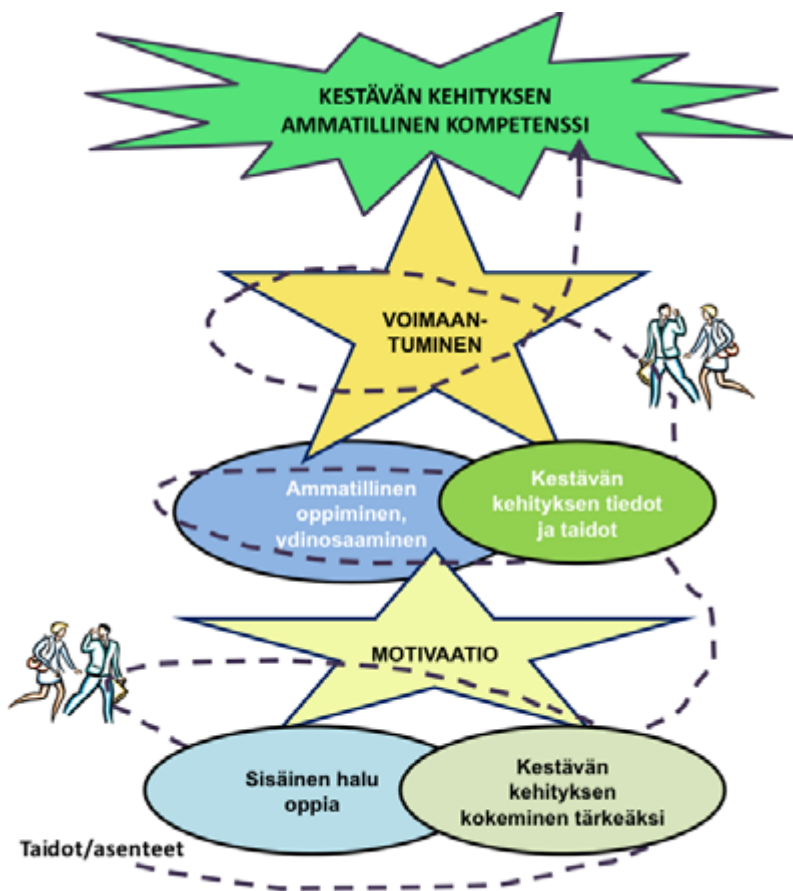 KESTÄVÄN KEHITYKSEN
AMMATILLINEN KOMPETENSSI
VOIMAAN-
TUMINEN
Ammatillinen
oppiminen,
ydinosaaminen
Kestävän
kehityksen tiedot
ja taidot
MOTIVAATIO
Sisäinen halu
oppia
Kestävän
kehityksen
kokeminen tärkeäksi
Taidot/asenteet